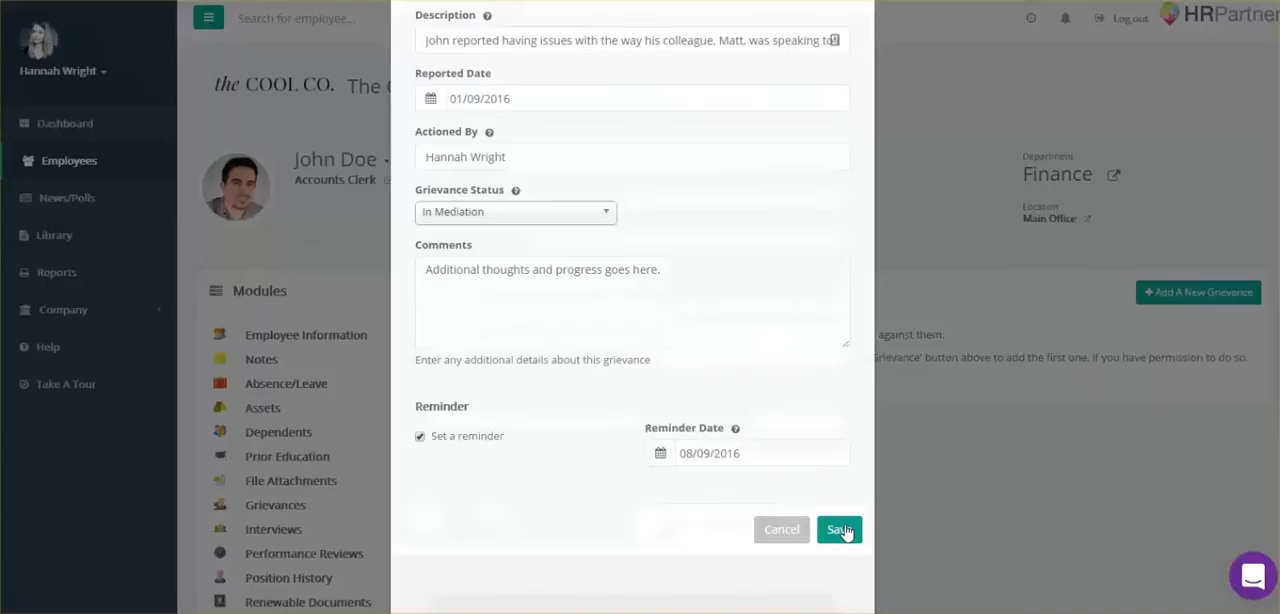 Search for employee...
Log out
HRPartner
Hannah Wright
Dashboard
Employees
News/Polls
Library
Reports
Company
Help
Take A Tour
the COOL CO.
The
John Doe
Accounts Clerk
Department
Finance
Location
Main Office
Modules
Employee Information
Notes
Absence/Leave
Assets
Dependents
Prior Education
File Attachments
Grievances
Interviews
Performance Reviews
Position History
Renewable Documents
+ Add A New Grievance
against them.
Grievance' button above to add the first one, if you have permission to do so.
Description
John reported having issues with the way his colleague, Matt, was speaking to
Reported Date
01/09/2016
Actioned By
Hannah Wright
Grievance Status
In Mediation
Comments
Additional thoughts and progress goes here.
Enter any additional details about this grievance
Reminder
Set a reminder
Reminder Date
08/09/2016
Cancel
Save